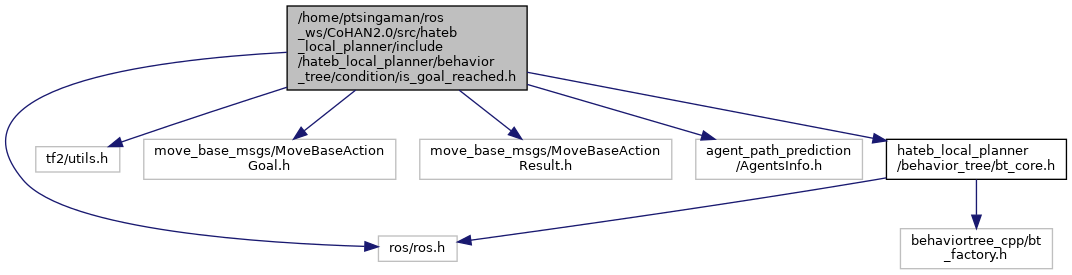 /home/ptsingaman/ros
_ws/CoHAN2.0/src/hateb
_local_planner/include
/hateb_local_planner/behavior
_tree/condition/is_goal_reached.h
tf2/utils.h
move_base_msgs/MoveBaseAction
Goal.h
move_base_msgs/MoveBaseAction
Result.h
agent_path_prediction
/AgentsInfo.h
hateb_local_planner
/behavior_tree/bt_core.h
ros/ros.h
behaviortree_cpp/bt
_factory.h